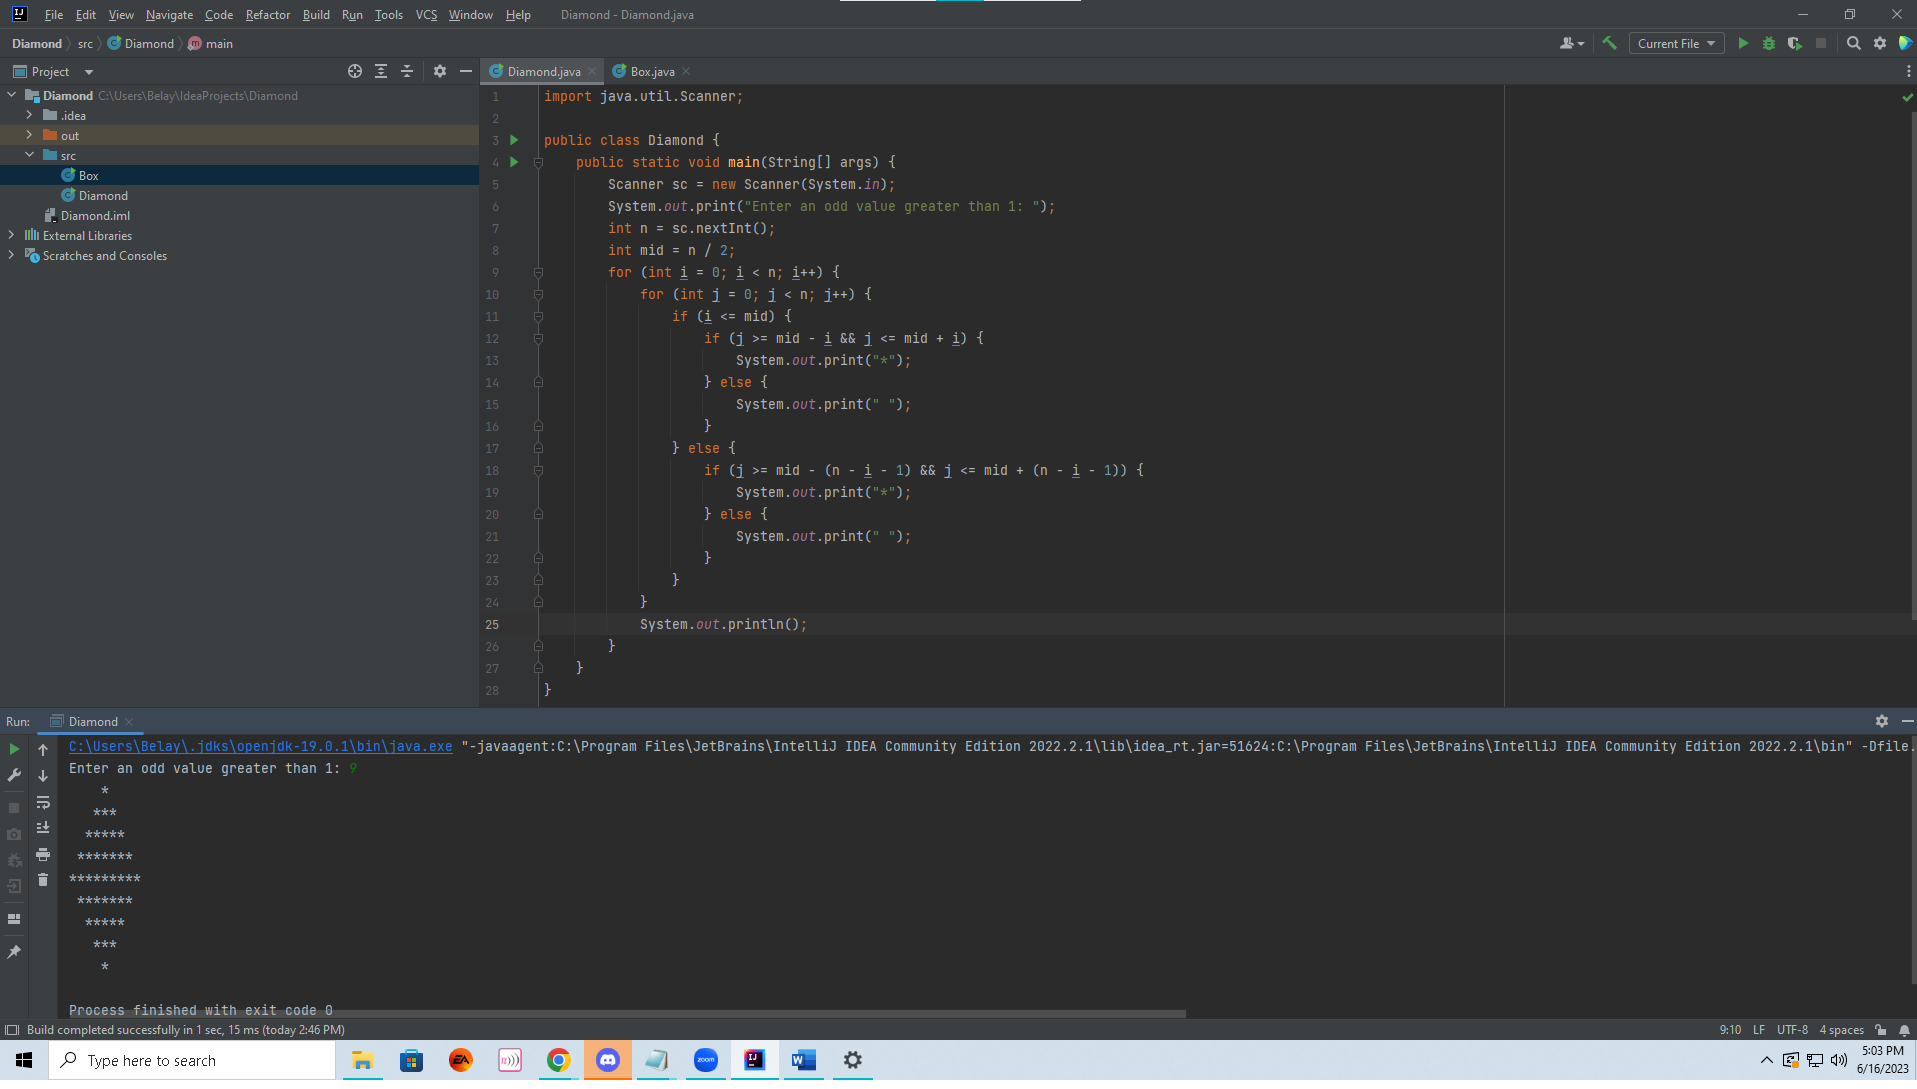 File Edit View Navigate Code Refactor Build Run Tools VCS Window Help Diamond - Diamond.java
Diamond src Diamond main Current File
Project Diamond.java Box.java
Diamond C:\Users\Belay\IdeaProjects\Diamond
.idea
out
src
Box
Diamond
Diamond.iml
External Libraries
Scratches and Consoles
1 import java.util.Scanner;
2
3 public class Diamond {
4 public static void main(String[] args) {
5 Scanner sc = new Scanner(System.in);
6 System.out.print("Enter an odd value greater than 1: ");
7 int n = sc.nextInt();
8 int mid = n / 2;
9 for (int i = 0; i < n; i++) {
10 for (int j = 0; j < n; j++) {
11 if (i <= mid) {
12 if (j >= mid - i && j <= mid + i) {
13 System.out.print("*");
14 } else {
15 System.out.print(" ");
16 }
17 } else {
18 if (j >= mid - (n - i - 1) && j <= mid + (n - i - 1)) {
19 System.out.print("*");
20 } else {
21 System.out.print(" ");
22 }
23 }
24 }
25 System.out.println();
26 }
27 }
28 }
Run: Diamond
C:\Users\Belay\.jdks\openjdk-19.0.1\bin\java.exe "-javaagent:C:\Program Files\JetBrains\IntelliJ IDEA Community Edition 2022.2.1\lib\idea_rt.jar=51624:C:\Program Files\JetBrains\IntelliJ IDEA Community Edition 2022.2.1\bin" -Dfile.
Enter an odd value greater than 1: 9
    *
   ***
  *****
 *******
*********
 *******
  *****
   ***
    *
Process finished with exit code 0
Build completed successfully in 1 sec, 15 ms (today 2:46 PM) 9:10 LF UTF-8 4 spaces
Type here to search
EA
zoom
5:03 PM
6/16/2023